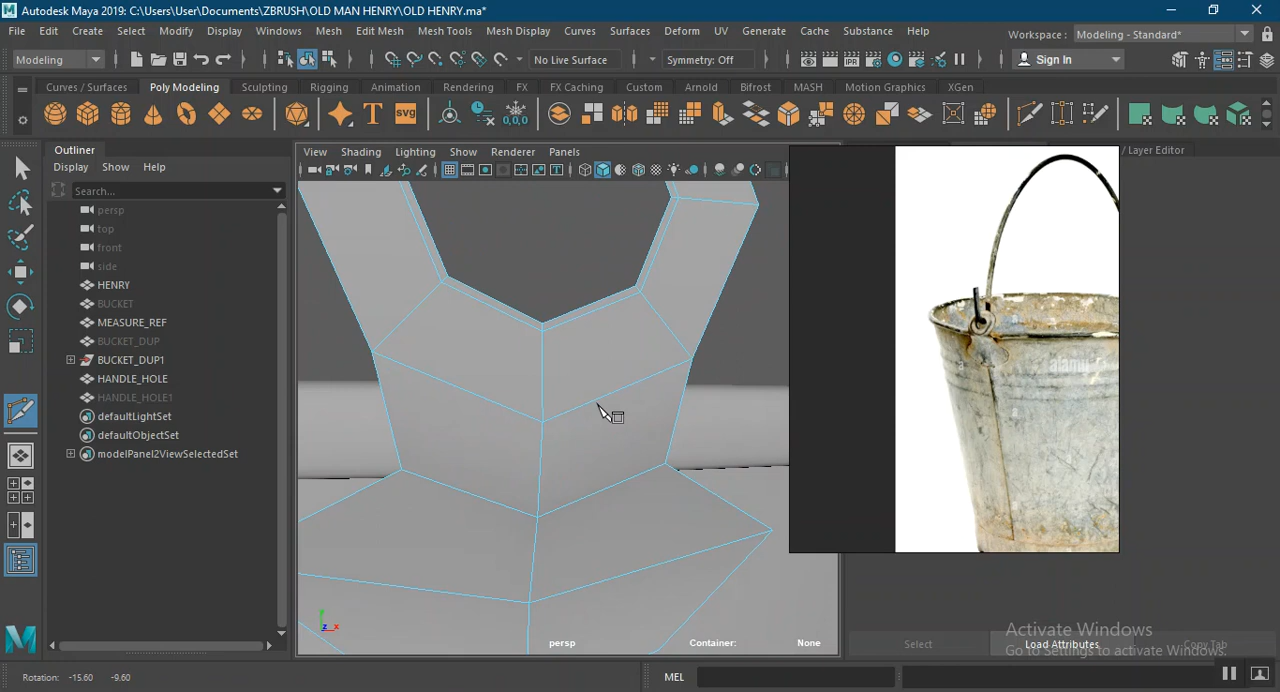 Autodesk Maya 2019: C:\Users\User\Documents\ZBRUSH\OLD MAN HENRY\OLD HENRY.ma*
File Edit Create Select Modify Display Windows Mesh Edit Mesh Mesh Tools Mesh Display Curves Surfaces Deform UV Generate Cache Substance Help Workspace : Modeling - Standard*
Modeling No Live Surface Symmetry: Off Sign In
Curves / Surfaces Poly Modeling Sculpting Rigging Animation Rendering FX FX Caching Custom Arnold Bifrost MASH Motion Graphics XGen
IPR T SVG 0,0,0
Outliner / Layer Editor
View Shading Lighting Show Renderer Panels
Display Show Help
Search...
persp
top
front
side
HENRY
BUCKET
MEASURE_REF
BUCKET_DUP
BUCKET_DUP1
HANDLE_HOLE
HANDLE_HOLE1
defaultLightSet
defaultObjectSet
modelPanel2ViewSelectedSet
a
a alamy
a
y
z x
persp Container: None
Activate Windows
Go to Settings to activate Windows.
Select Load Attributes Copy Tab
Rotation: -15.60 -9.60 MEL